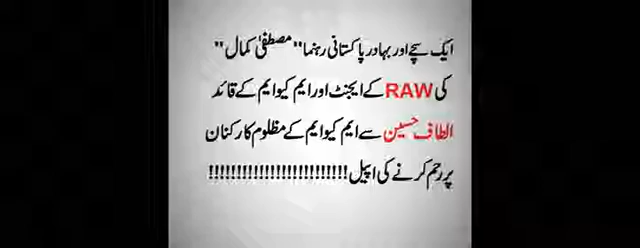 ایک سچے اور بہادر پاکستانی رہنما "مصطفیٰ کمال"
کی RAW کے ایجنٹ اور ایم کیو ایم کے قائد
الطاف حسین سے ایم کیو ایم کے مظلوم کارکنان
پر رحم کرنے کی اپیل !!!!!!!!!!!!!!!!!!!!!!!!!